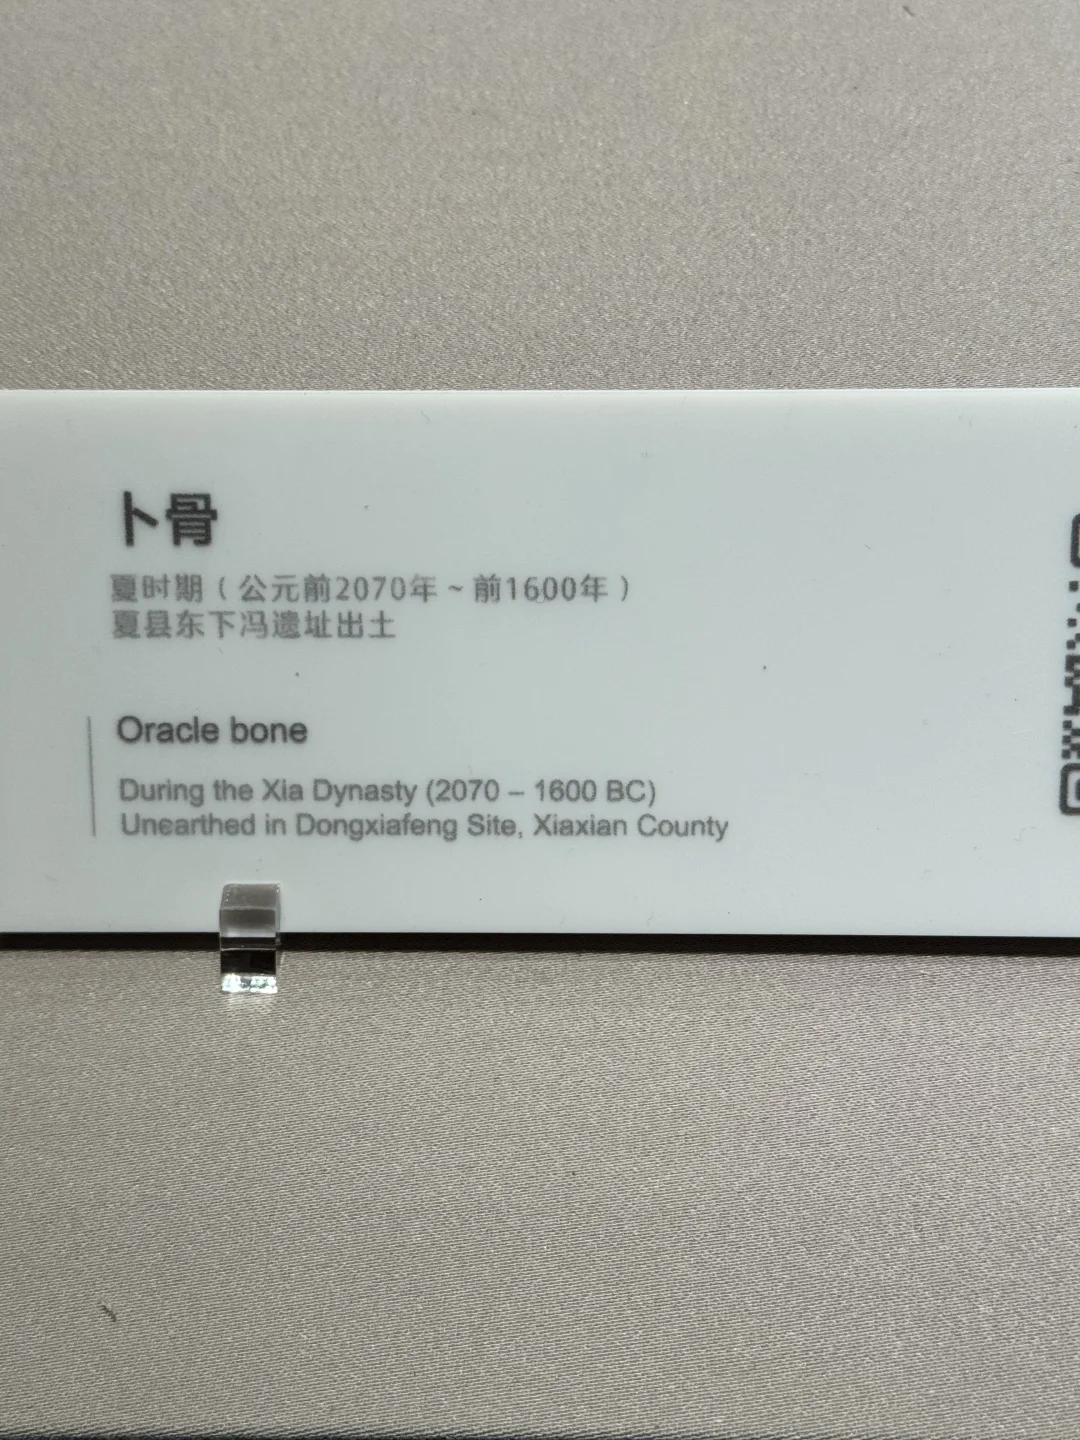 卜骨
夏时期（公元前2070年~前1600年）
夏县东下冯遗址出土
Oracle bone
During the Xia Dynasty (2070 – 1600 BC)
Unearthed in Dongxiafeng Site, Xiaxian County